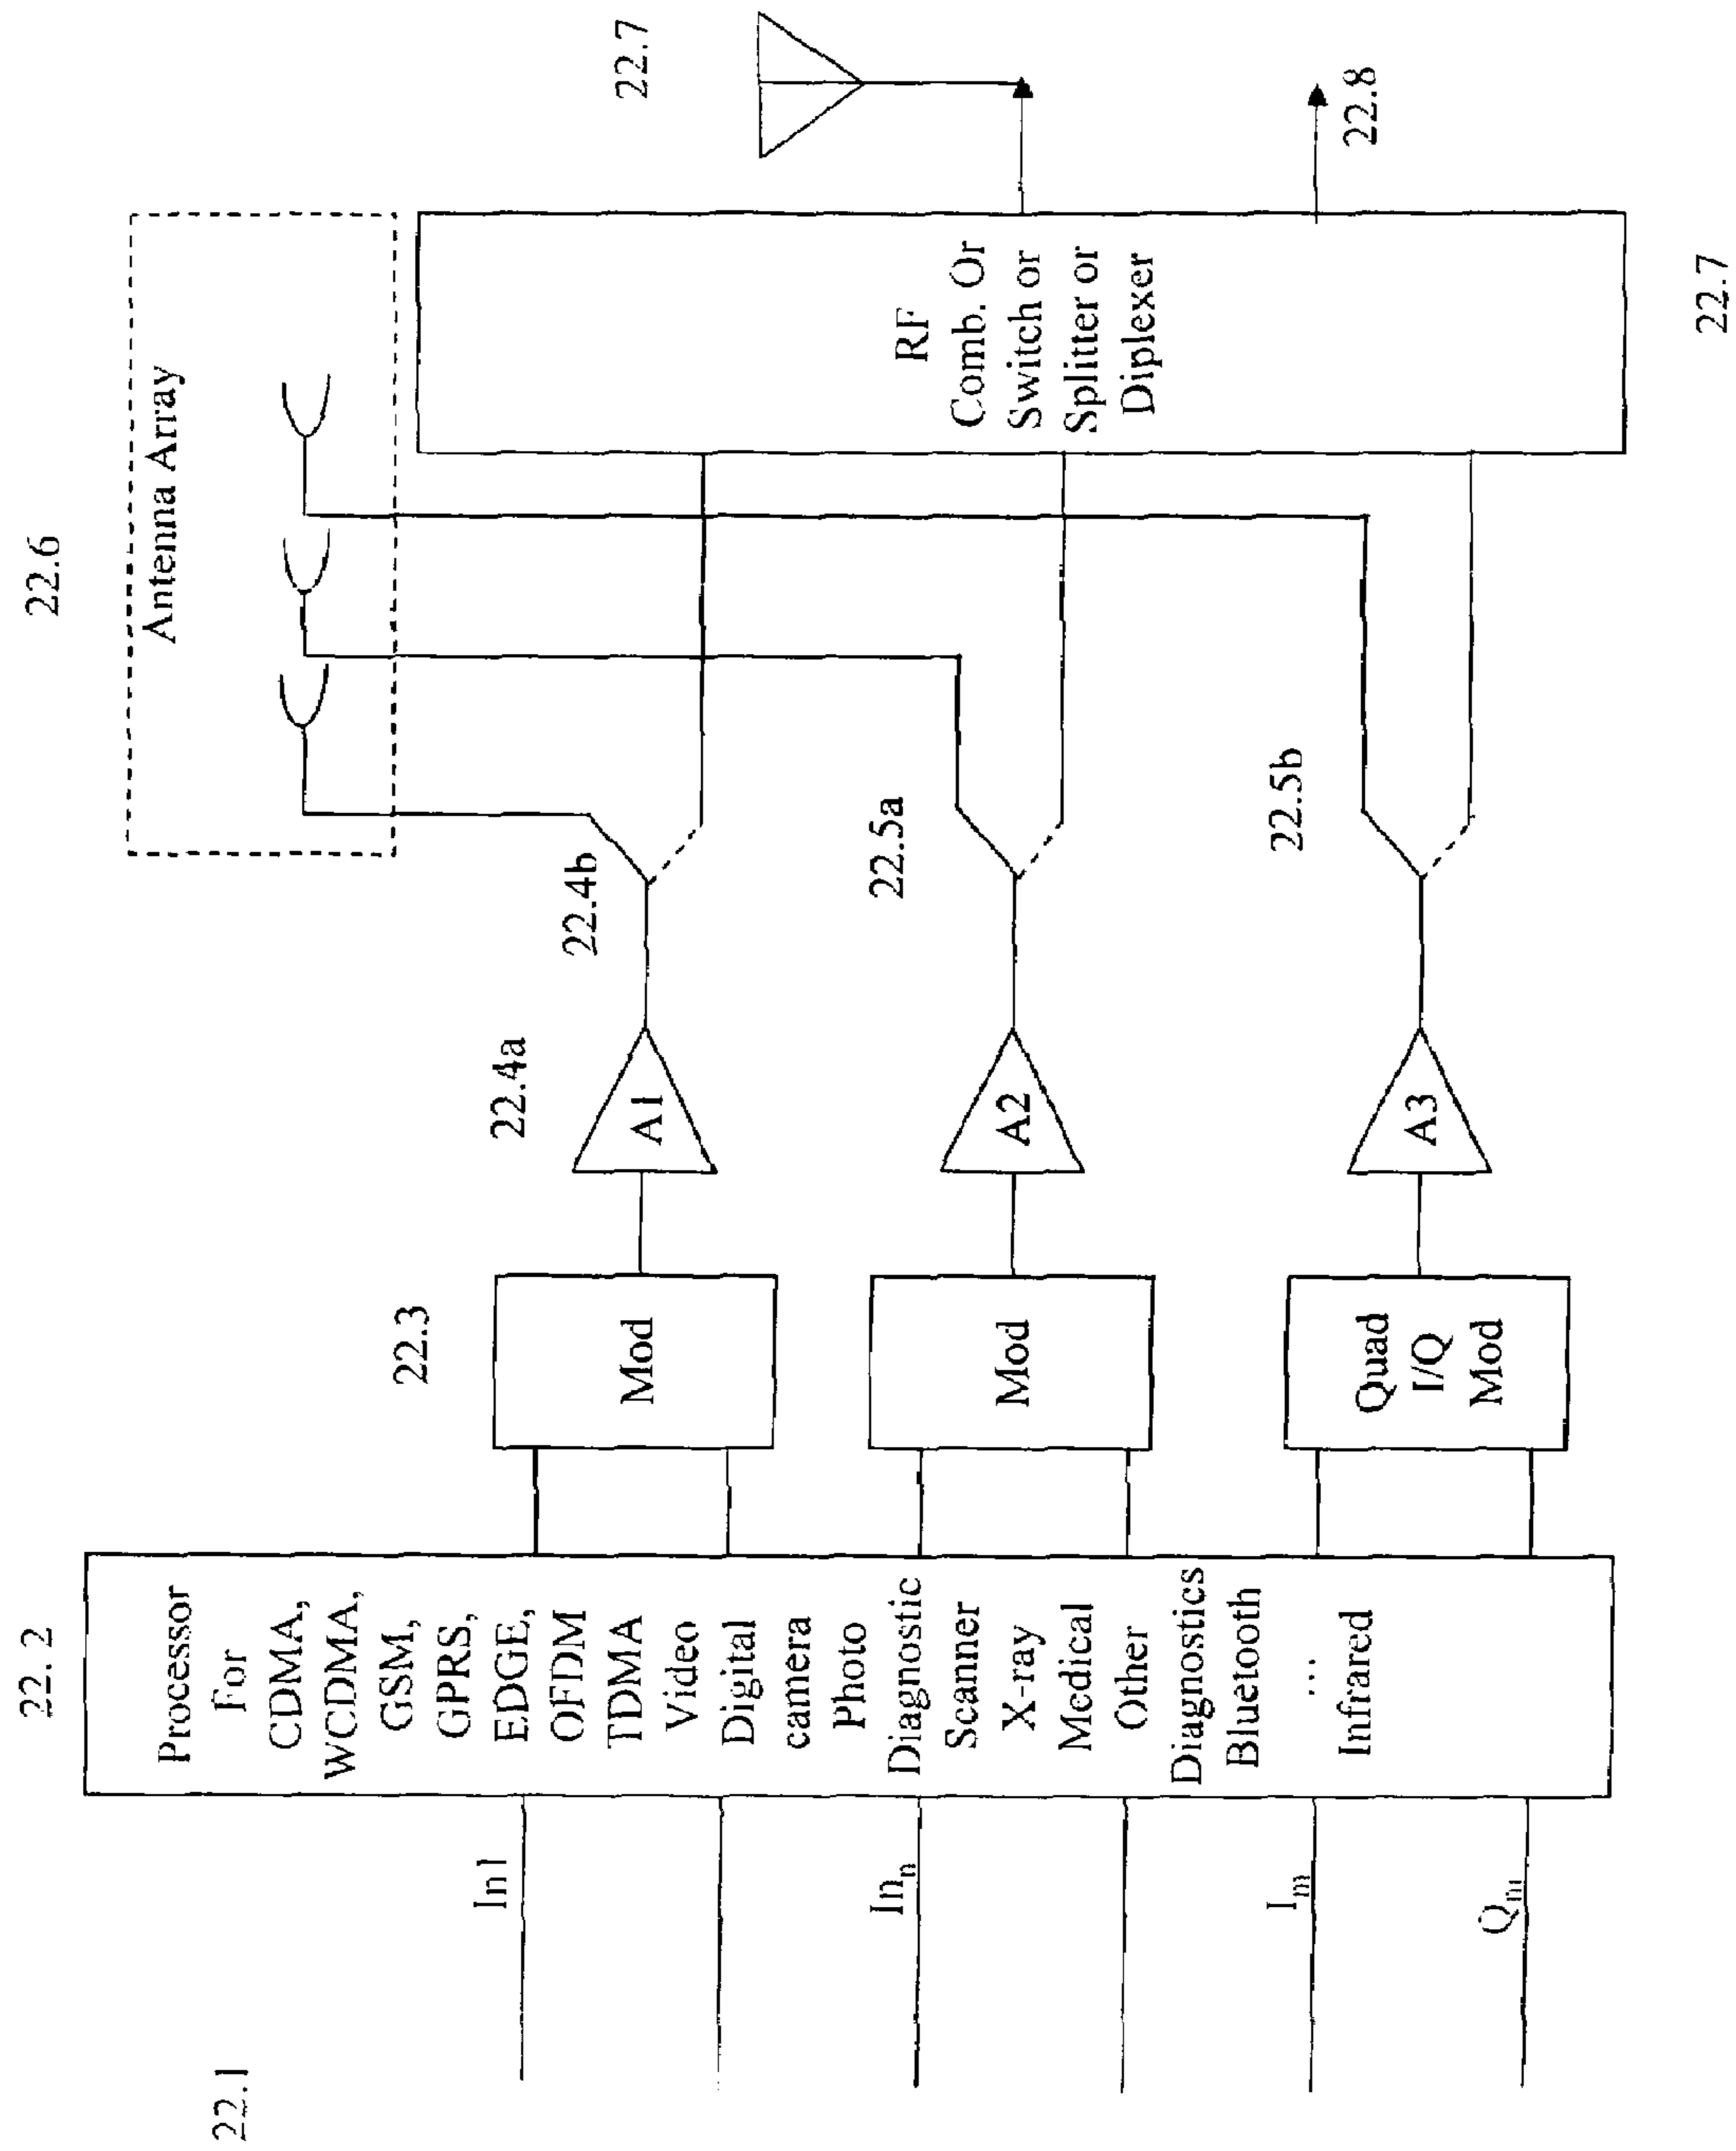 22.1
22.2
Processor
For
CDMA,
WCDMA,
GSM,
GPRS,
EDGE,
OFDM
TDMA
Video
Digital
camera
Photo
Diagnostic
Scanner
X-ray
Medical
Other
Diagnostics
Bluetooth
...
Infrared
In1
Inₙ
Iₘ
Qₘ
22.3
Mod
Mod
Quad
I/Q
Mod
22.4a
A1
A2
A3
22.4b
22.5a
22.5b
22.6
Antenna Array
RF
Comb. Or
Switch or
Splitter or
Diplexer
22.7
22.7
22.8